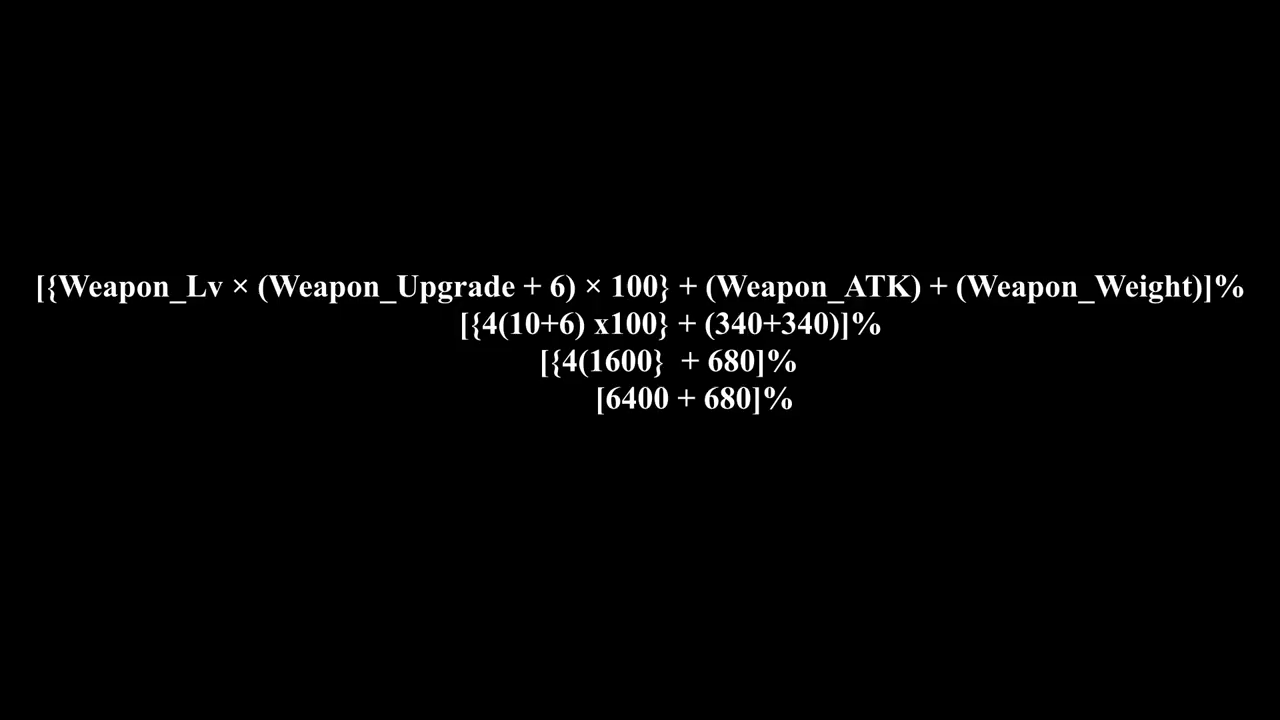 [{Weapon_Lv × (Weapon_Upgrade + 6) × 100} + (Weapon_ATK) + (Weapon_Weight)]%
[{4(10+6) x100} + (340+340)]%
[{4(1600}  + 680]%
[6400 + 680]%